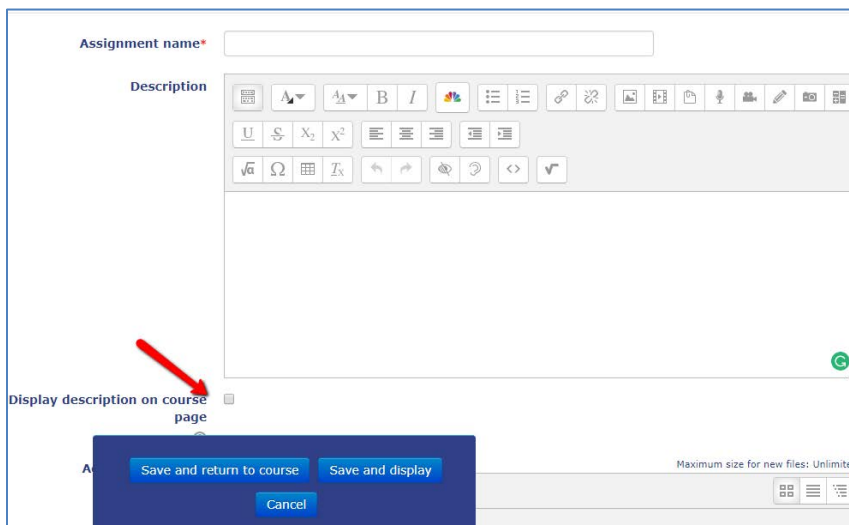 Assignment name*
Description
Display description on course
page
Save and return to course
Save and display
Cancel
Maximum size for new files: